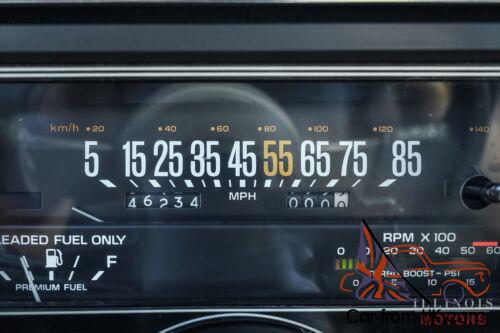 km/h 20 40 60 80 100 120 140
5 15 25 35 45 55 65 75 85
46234 MPH
LEADED FUEL ONLY RPM X 100
F 0 10 20 30 40 50 60
PREMIUM FUEL TURBO BOOST - PSI
0 5 10 15
ILLINOIS
MOTORS